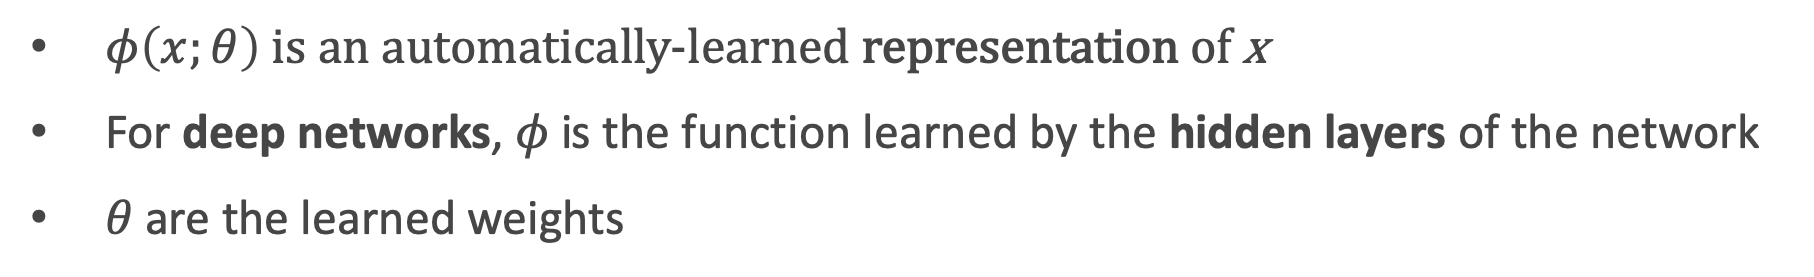 • ϕ(x; θ) is an automatically-learned representation of x
• For deep networks, ϕ is the function learned by the hidden layers of the network
• θ are the learned weights